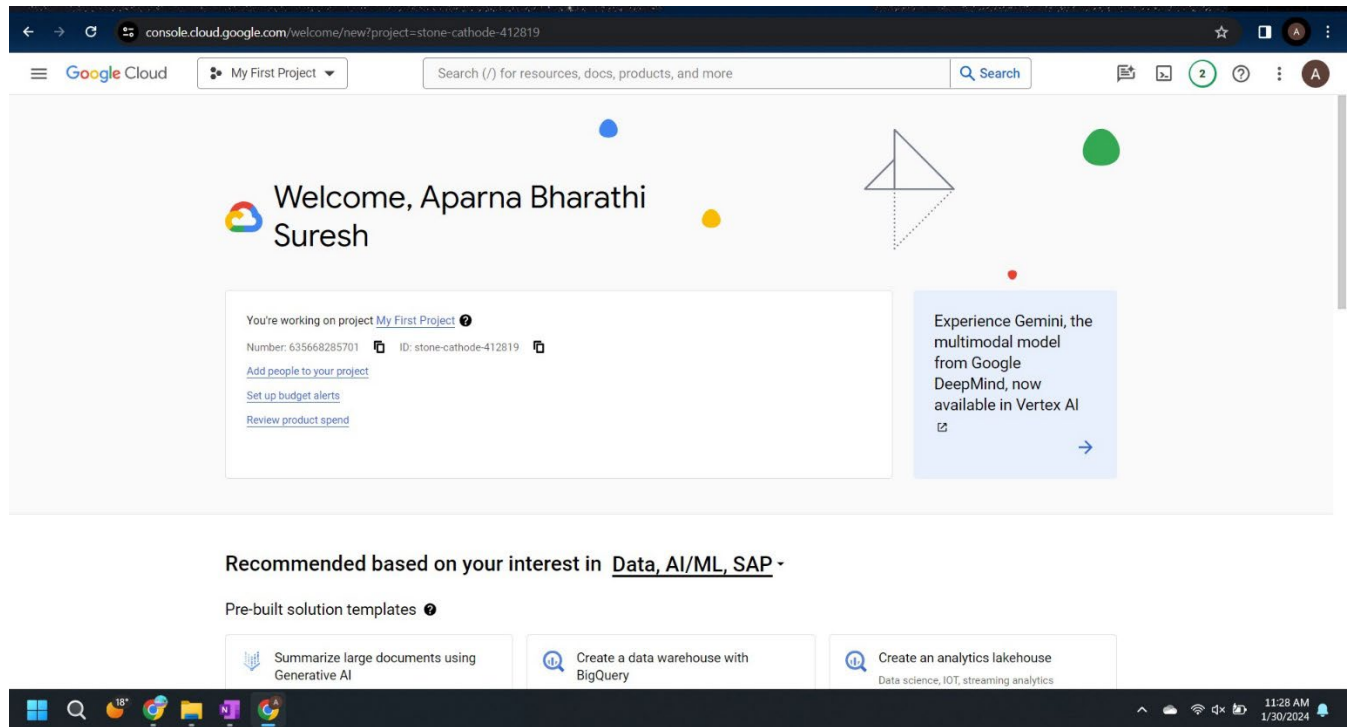 console.cloud.google.com/welcome/new?project=stone-cathode-412819
A
Google Cloud
My First Project
Search (/) for resources, docs, products, and more
Search
2
A
Welcome, Aparna Bharathi
Suresh
You're working on project My First Project
Number: 635668285701 ID: stone-cathode-412819
Add people to your project
Set up budget alerts
Review product spend
Experience Gemini, the
multimodal model
from Google
DeepMind, now
available in Vertex AI
Recommended based on your interest in Data, AI/ML, SAP
Pre-built solution templates
Summarize large documents using
Generative AI
Create a data warehouse with
BigQuery
Create an analytics lakehouse
Data science, IOT, streaming analytics
18°
N
A
11:28 AM
1/30/2024